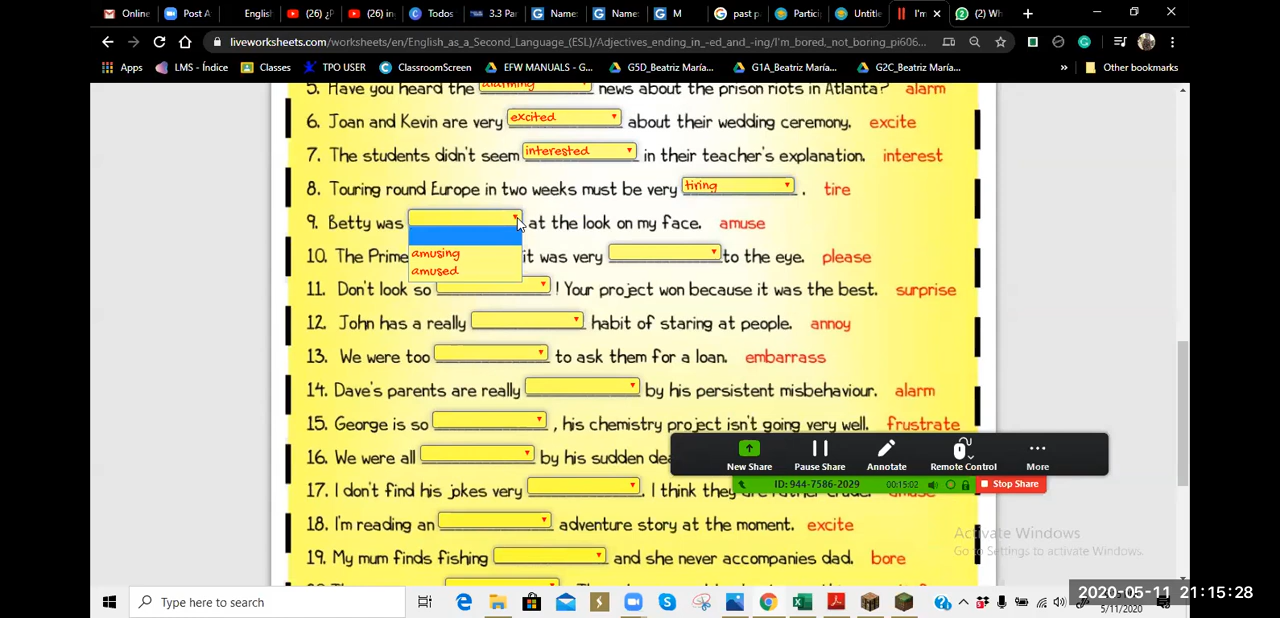 Online
Post A
English
(26) ¿P
(26) in
Todos
3.3 Par
Name:
Name:
M
past p
Partici
Untitle
I'm
(2) Wh
liveworksheets.com/worksheets/en/English_as_a_Second_Language_(ESL)/Adjectives_ending_in_-ed_and_-ing/I'm_bored,_not_boring_pi606...
Apps
LMS - Índice
Classes
TPO USER
ClassroomScreen
EFW MANUALS - G...
G5D_Beatriz María...
G1A_Beatriz María...
G2C_Beatriz María...
»
Other bookmarks
5. Have you heard the alarming news about the prison riots in Atlanta? alarm
6. Joan and Kevin are very excited about their wedding ceremony. excite
7. The students didn't seem interested in their teacher's explanation. interest
8. Touring round Europe in two weeks must be very tiring . tire
9. Betty was at the look on my face. amuse
amusing
amused
10. The Prime it was very to the eye. please
11. Don't look so ! Your project won because it was the best. surprise
12. John has a really habit of staring at people. annoy
13. We were too to ask them for a loan. embarrass
14. Dave's parents are really by his persistent misbehaviour. alarm
15. George is so , his chemistry project isn't going very well. frustrate
16. We were all by his sudden
17. I don't find his jokes very . I think they are rather crude. amuse
18. I'm reading an adventure story at the moment. excite
19. My mum finds fishing and she never accompanies dad. bore
New Share
Pause Share
Annotate
Remote Control
More
ID: 944-7586-2029
00:15:02
Stop Share
Activate Windows
Go to Settings to activate Windows.
Type here to search
2020-05-11 21:15:28
5/11/2020